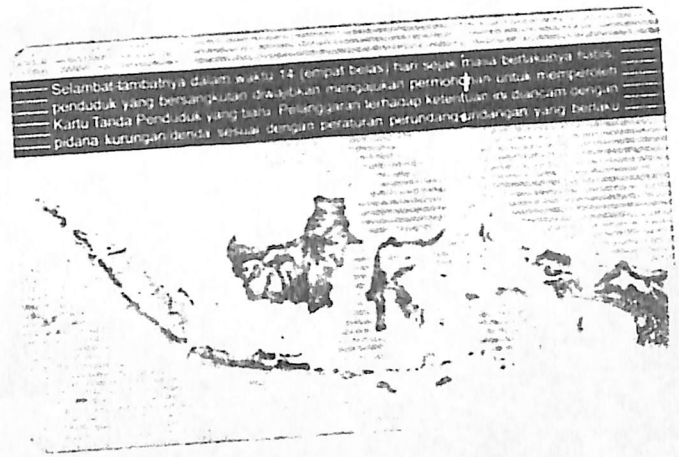 Selambat-lambatnya dalam waktu 14 (empat belas) hari sejak masa berlakunya habis,
penduduk yang bersangkutan diwajibkan mengajukan permohonan untuk memperoleh
Kartu Tanda Penduduk yang baru. Pelanggaran terhadap ketentuan ini diancam dengan
pidana kurungan/denda sesuai dengan peraturan perundang-undangan yang berlaku